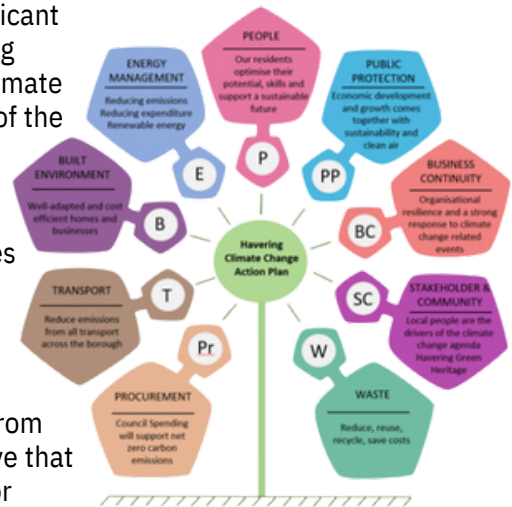 icant
g
mate
of the
es
rom
ve that
or
PEOPLE
Our residents
optimise their
potential, skills and
support a sustainable
future
P
ENERGY
MANAGEMENT
Reducing emissions
Reducing expenditure
Renewable energy
E
PUBLIC
PROTECTION
Economic development
and growth comes
together with
sustainability and
clean air
PP
BUILT
ENVIRONMENT
Well-adapted and cost
efficient homes and
businesses
B
BUSINESS
CONTINUITY
Organisational
resilience and a strong
response to climate
change related
events
BC
Havering
Climate Change
Action Plan
TRANSPORT
Reduce emissions
from all transport
across the borough
T
STAKEHOLDER &
COMMUNITY
Local people are the
drivers of the climate
change agenda
Havering Green
Heritage
SC
PROCUREMENT
Council Spending
will support net
zero carbon
emissions
Pr
WASTE
Reduce, reuse,
recycle, save costs
W